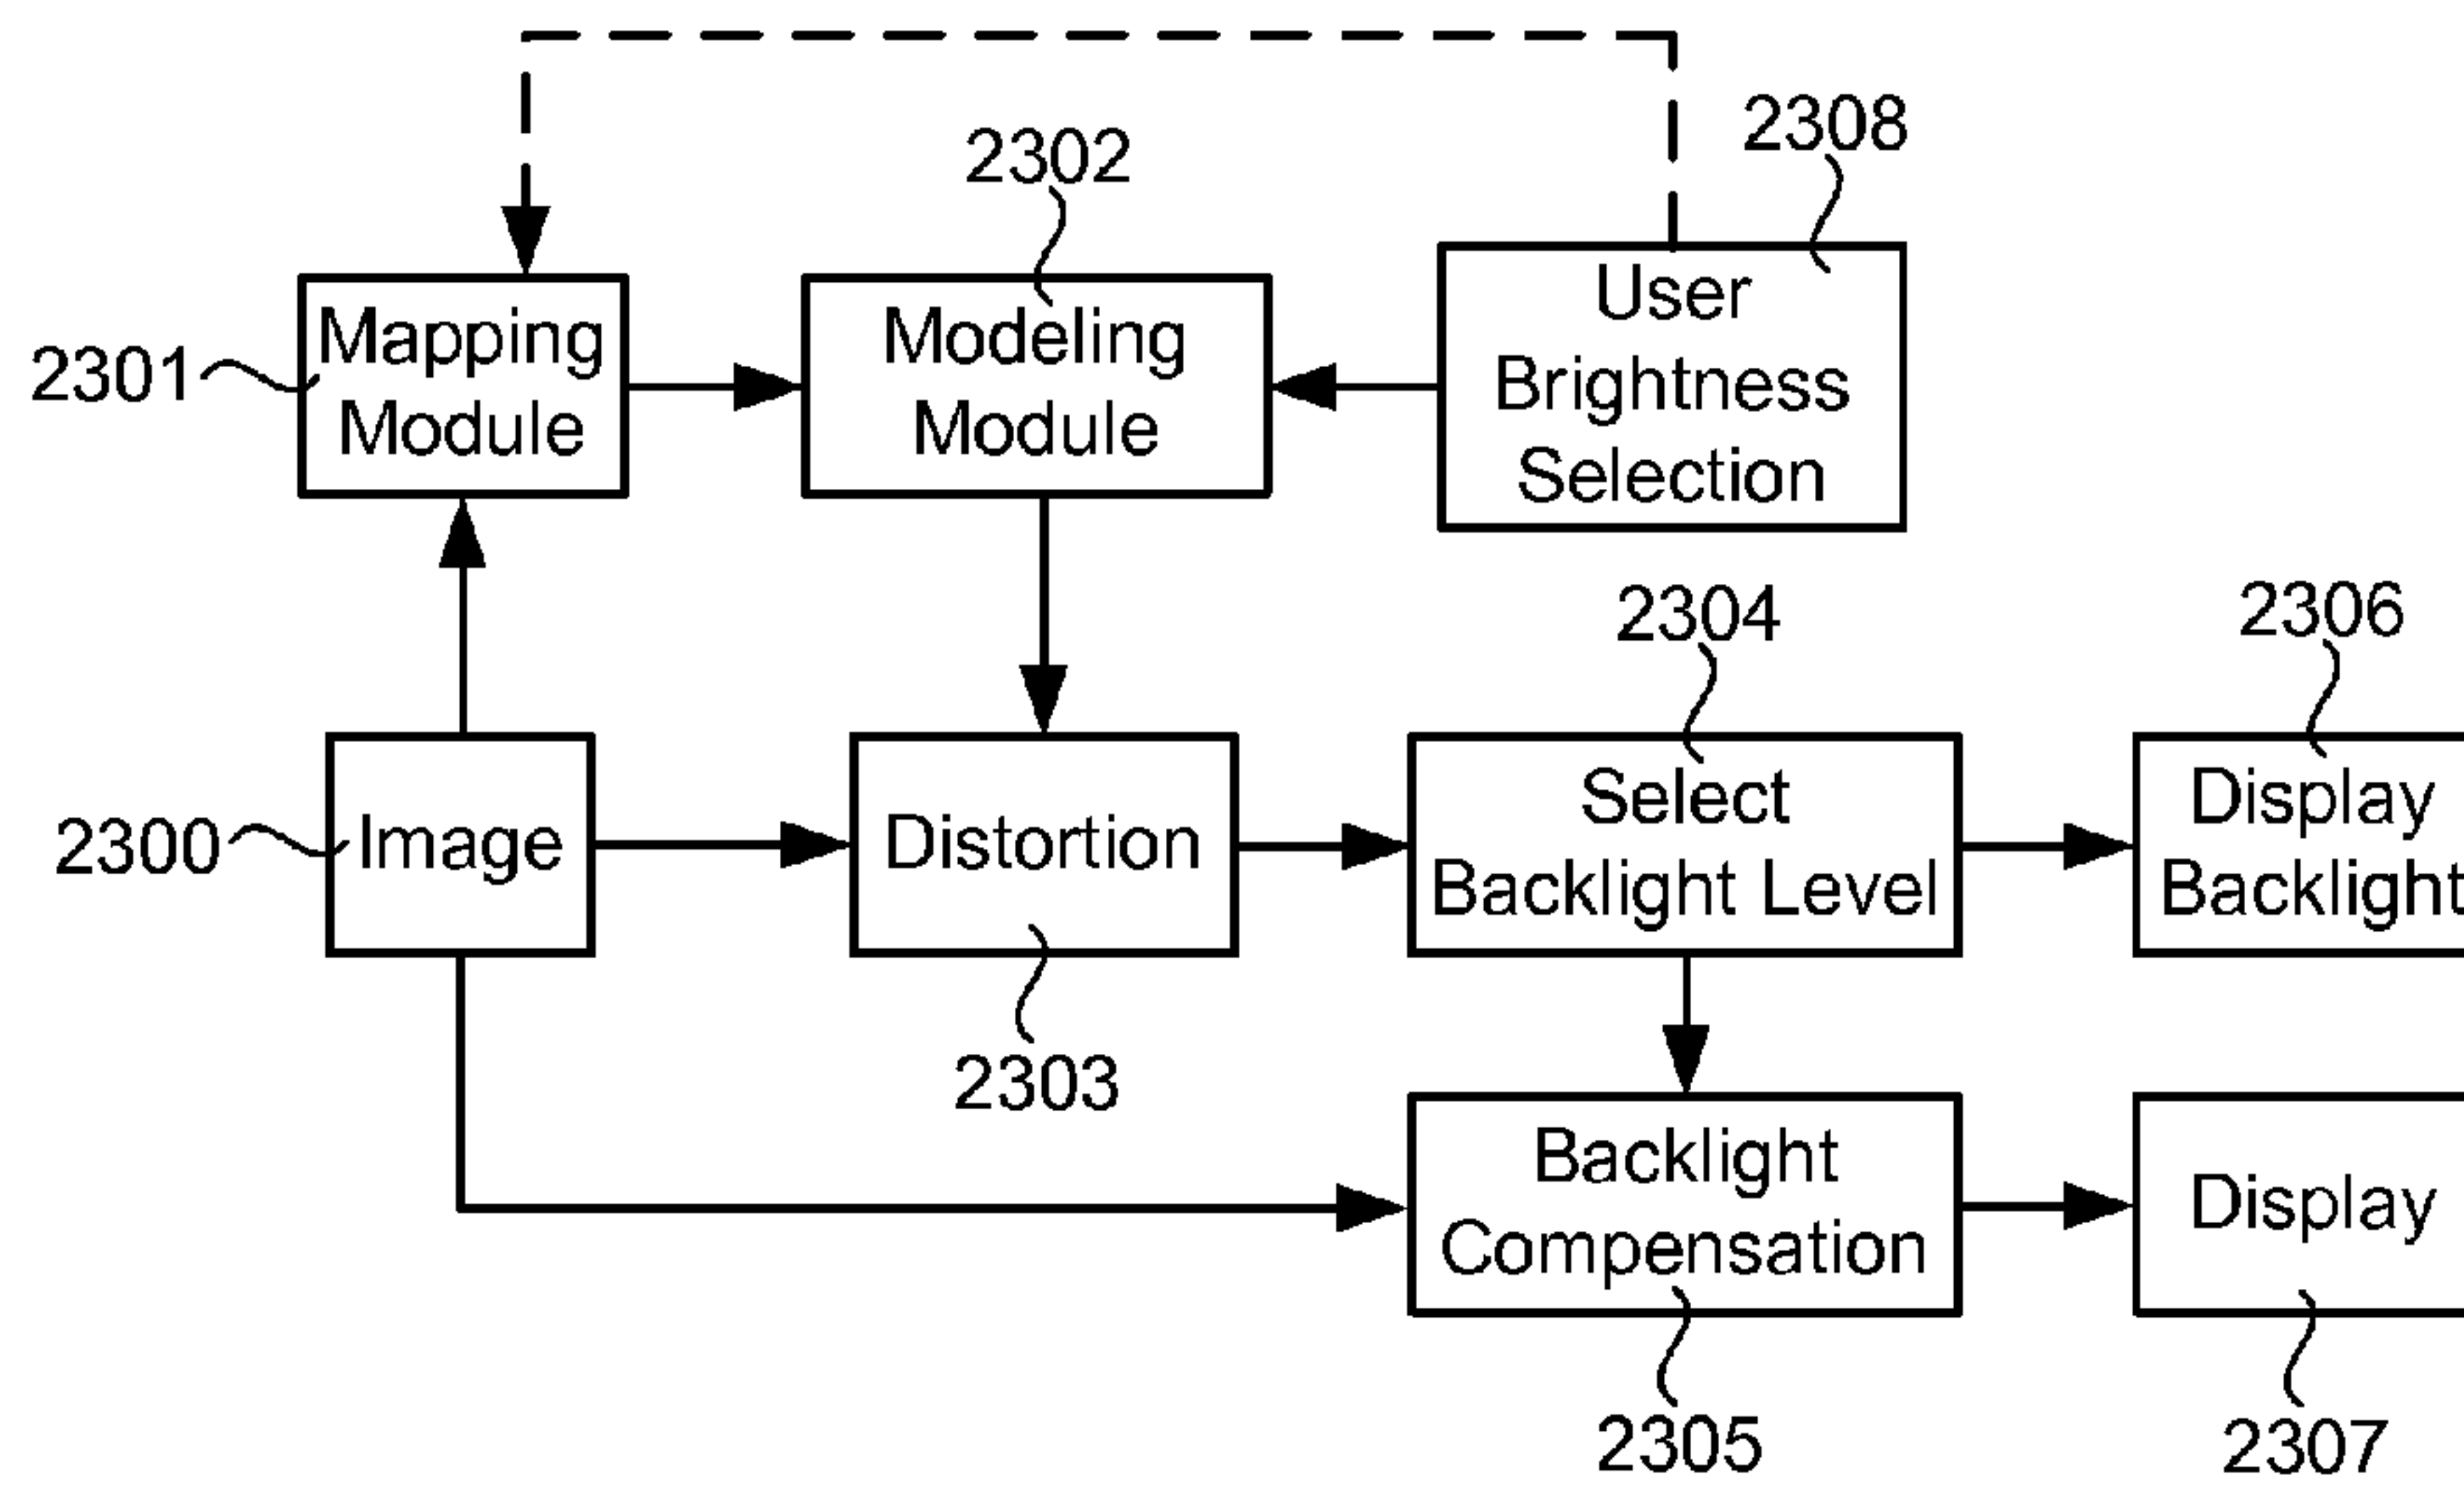 2308
2302
User
Brightness
Selection
Mapping
Module
Modeling
Module
2301
2304
2306
Image
Distortion
Select
Backlight Level
Display
Backlight
2300
2303
Backlight
Compensation
Display
2305
2307